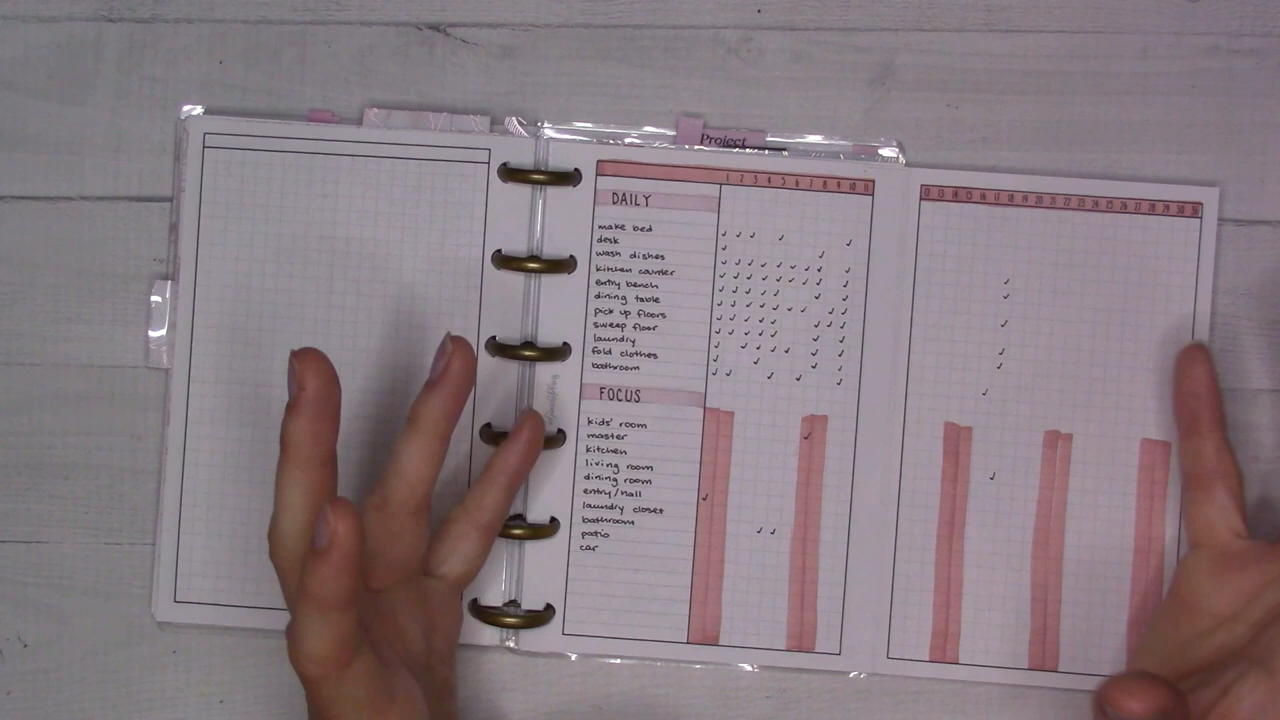 Project
1 2 3 4 5 6 7 8 9 10 11
12 13 14 15 16 17 18 19 20 21 22 23 24 25 26 27 28 29 30 31
DAILY
make bed
desk
wash dishes
kitchen counter
entry bench
dining table
pick up floors
sweep floor
laundry
fold clothes
bathroom
FOCUS
kids' room
master
kitchen
living room
dining room
entry/hall
laundry closet
bathroom
patio
car